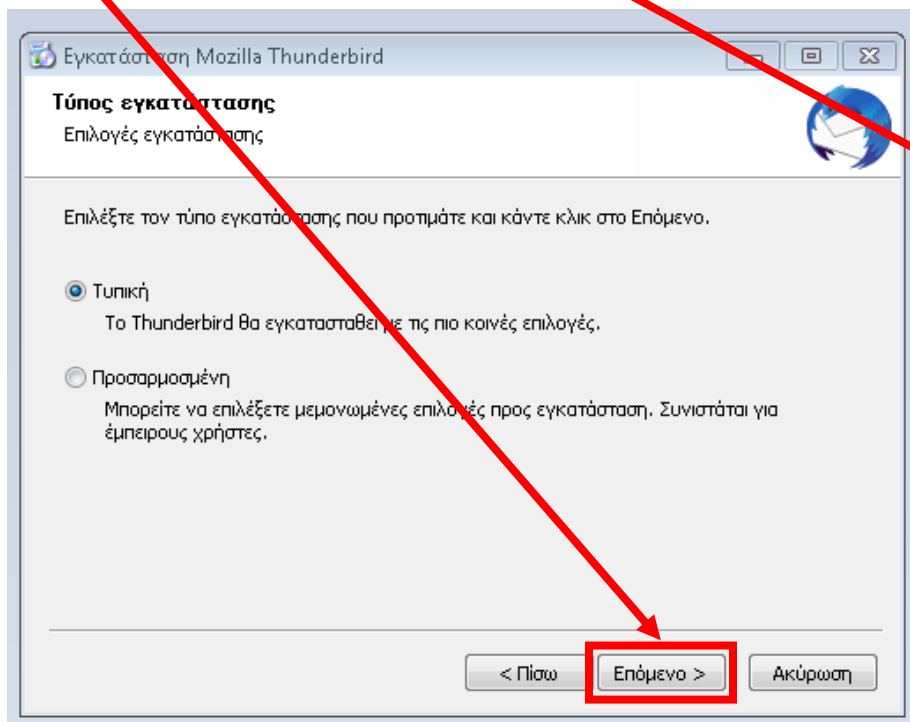 Εγκατάσταση Mozilla Thunderbird
Τύπος εγκατάστασης
Επιλογές εγκατάστασης
Επιλέξτε τον τύπο εγκατάστασης που προτιμάτε και κάντε κλικ στο Επόμενο.
Τυπική
Το Thunderbird θα εγκατασταθεί με τις πιο κοινές επιλογές.
Προσαρμοσμένη
Μπορείτε να επιλέξετε μεμονωμένες επιλογές προς εγκατάσταση. Συνιστάται για
έμπειρους χρήστες.
< Πίσω Επόμενο > Ακύρωση